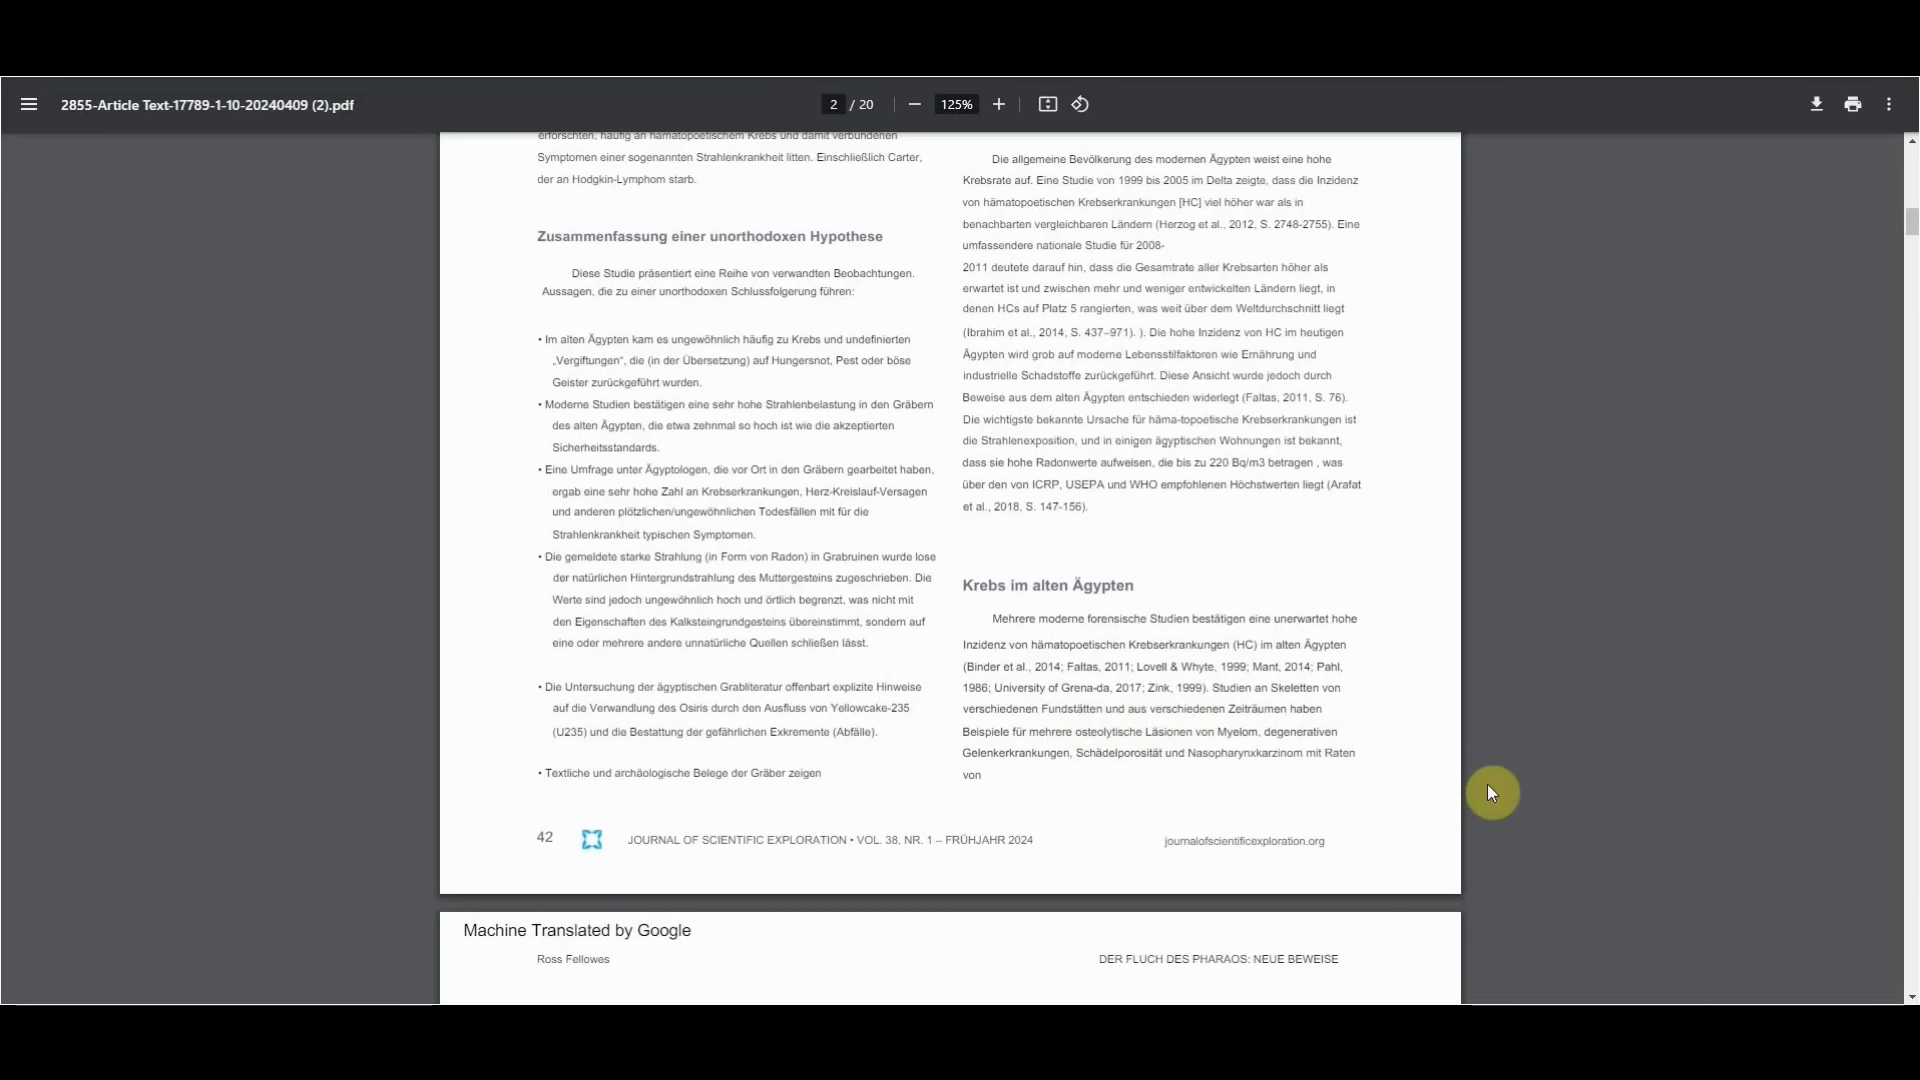 2855-Article Text-17789-1-10-20240409 (2).pdf
2 / 20
125%
erforschten, häufig an hämatopoetischem Krebs und damit verbundenen
Symptomen einer sogenannten Strahlenkrankheit litten. Einschließlich Carter,
der an Hodgkin-Lymphom starb.
Zusammenfassung einer unorthodoxen Hypothese
Diese Studie präsentiert eine Reihe von verwandten Beobachtungen.
Aussagen, die zu einer unorthodoxen Schlussfolgerung führen:
• Im alten Ägypten kam es ungewöhnlich häufig zu Krebs und undefinierten
„Vergiftungen“, die (in der Übersetzung) auf Hungersnot, Pest oder böse
Geister zurückgeführt wurden.
• Moderne Studien bestätigen eine sehr hohe Strahlenbelastung in den Gräbern
des alten Ägypten, die etwa zehnmal so hoch ist wie die akzeptierten
Sicherheitsstandards.
• Eine Umfrage unter Ägyptologen, die vor Ort in den Gräbern gearbeitet haben,
ergab eine sehr hohe Zahl an Krebserkrankungen, Herz-Kreislauf-Versagen
und anderen plötzlichen/ungewöhnlichen Todesfällen mit für die
Strahlenkrankheit typischen Symptomen.
• Die gemeldete starke Strahlung (in Form von Radon) in Grabruinen wurde lose
der natürlichen Hintergrundstrahlung des Muttergesteins zugeschrieben. Die
Werte sind jedoch ungewöhnlich hoch und örtlich begrenzt, was nicht mit
den Eigenschaften des Kalksteingrundgesteins übereinstimmt, sondern auf
eine oder mehrere andere unnatürliche Quellen schließen lässt.
• Die Untersuchung der ägyptischen Grabliteratur offenbart explizite Hinweise
auf die Verwandlung des Osiris durch den Ausfluss von Yellowcake-235
(U235) und die Bestattung der gefährlichen Exkremente (Abfälle).
• Textliche und archäologische Belege der Gräber zeigen
Die allgemeine Bevölkerung des modernen Ägypten weist eine hohe
Krebsrate auf. Eine Studie von 1999 bis 2005 im Delta zeigte, dass die Inzidenz
von hämatopoetischen Krebserkrankungen [HC] viel höher war als in
benachbarten vergleichbaren Ländern (Herzog et al., 2012, S. 2748-2755). Eine
umfassendere nationale Studie für 2008-
2011 deutete darauf hin, dass die Gesamtrate aller Krebsarten höher als
erwartet ist und zwischen mehr und weniger entwickelten Ländern liegt, in
denen HCs auf Platz 5 rangierten, was weit über dem Weltdurchschnitt liegt
(Ibrahim et al., 2014, S. 437–971). ). Die hohe Inzidenz von HC im heutigen
Ägypten wird grob auf moderne Lebensstilfaktoren wie Ernährung und
industrielle Schadstoffe zurückgeführt. Diese Ansicht wurde jedoch durch
Beweise aus dem alten Ägypten entschieden widerlegt (Faltas, 2011, S. 76).
Die wichtigste bekannte Ursache für häma-topoetische Krebserkrankungen ist
die Strahlenexposition, und in einigen ägyptischen Wohnungen ist bekannt,
dass sie hohe Radonwerte aufweisen, die bis zu 220 Bq/m3 betragen , was
über den von ICRP, USEPA und WHO empfohlenen Höchstwerten liegt (Arafat
et al., 2018, S. 147-156).
Krebs im alten Ägypten
Mehrere moderne forensische Studien bestätigen eine unerwartet hohe
Inzidenz von hämatopoetischen Krebserkrankungen (HC) im alten Ägypten
(Binder et al., 2014; Faltas, 2011; Lovell & Whyte, 1999; Mant, 2014; Pahl,
1986; University of Grena-da, 2017; Zink, 1999). Studien an Skeletten von
verschiedenen Fundstätten und aus verschiedenen Zeiträumen haben
Beispiele für mehrere osteolytische Läsionen von Myelom, degenerativen
Gelenkerkrankungen, Schädelporosität und Nasopharynxkarzinom mit Raten
von
42 JOURNAL OF SCIENTIFIC EXPLORATION • VOL. 38, NR. 1 – FRÜHJAHR 2024 journalofscientificexploration.org
Machine Translated by Google
Ross Fellowes DER FLUCH DES PHARAOS: NEUE BEWEISE